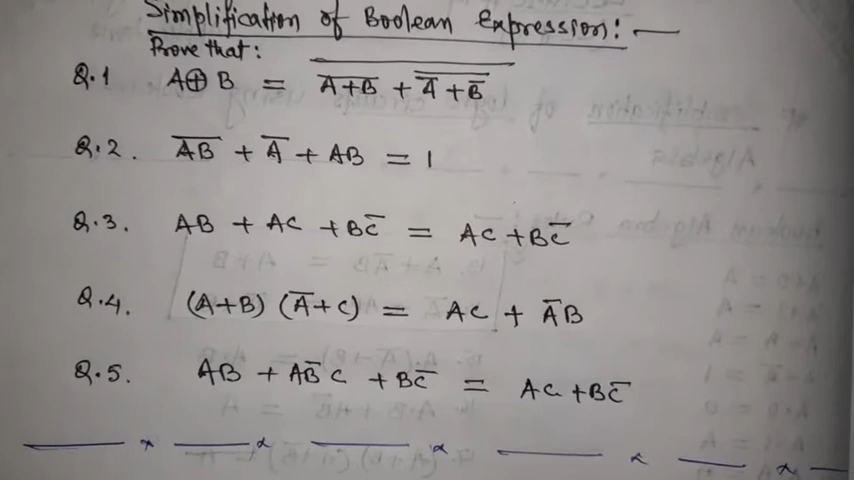 Simplification of Boolean Expression:—
Prove that:
Q.1 A⊕B = \overline{\overline{A+B} + \overline{\overline{A}+\overline{B}}}
Q.2. \overline{AB} + \overline{A} + AB = 1
Q.3. AB + AC + B\overline{C} = AC + B\overline{C}
Q.4. (A+B) (\overline{A}+C) = AC + \overline{A}B
Q.5. AB + A\overline{B}C + B\overline{C} = AC + B\overline{C}